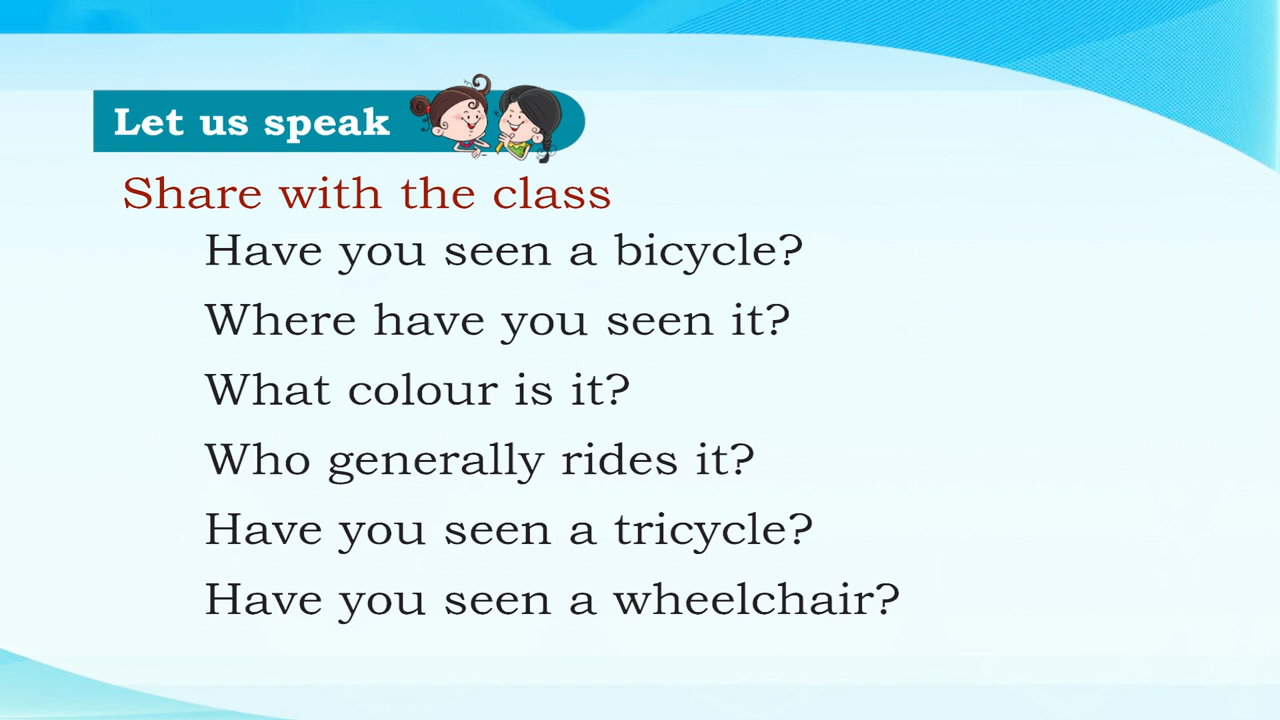 Let us speak
Share with the class
Have you seen a bicycle?
Where have you seen it?
What colour is it?
Who generally rides it?
Have you seen a tricycle?
Have you seen a wheelchair?